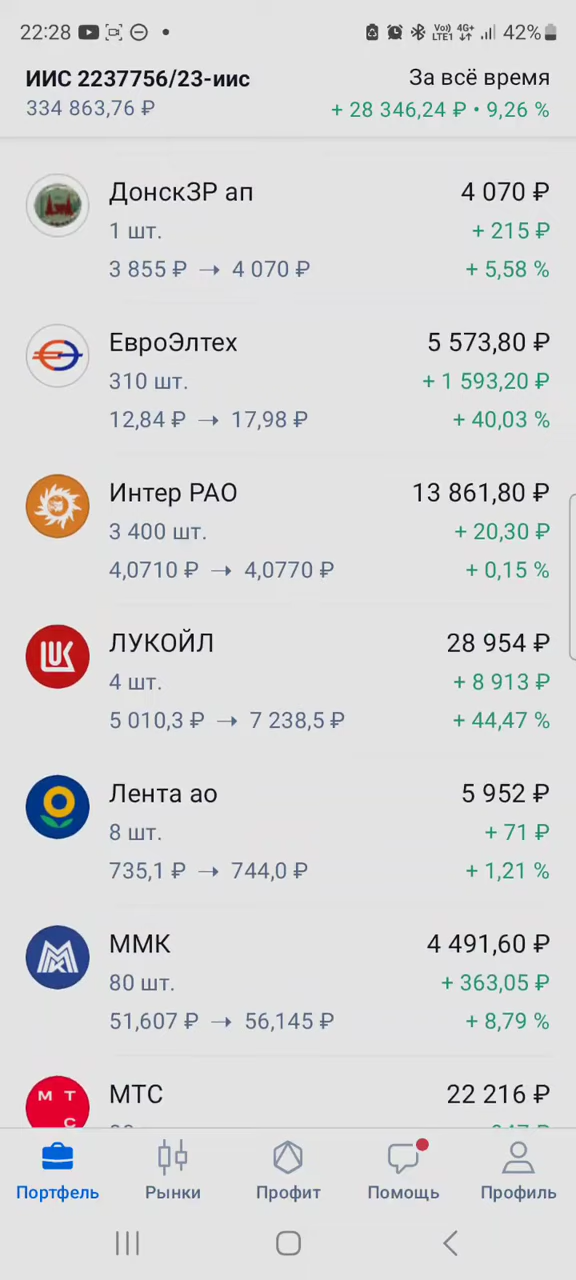 22:28 Vo)) LTE1 4G+ 42%
ИИС 2237756/23-иис За всё время
334 863,76 ₽ + 28 346,24 ₽ • 9,26 %
ДонскЗР ап 4 070 ₽
1 шт. + 215 ₽
3 855 ₽ → 4 070 ₽ + 5,58 %
ЕвроЭлтех 5 573,80 ₽
310 шт. + 1 593,20 ₽
12,84 ₽ → 17,98 ₽ + 40,03 %
Интер РАО 13 861,80 ₽
3 400 шт. + 20,30 ₽
4,0710 ₽ → 4,0770 ₽ + 0,15 %
ЛУКОЙЛ 28 954 ₽
4 шт. + 8 913 ₽
5 010,3 ₽ → 7 238,5 ₽ + 44,47 %
Лента ао 5 952 ₽
8 шт. + 71 ₽
735,1 ₽ → 744,0 ₽ + 1,21 %
ММК 4 491,60 ₽
80 шт. + 363,05 ₽
51,607 ₽ → 56,145 ₽ + 8,79 %
М Т С
МТС 22 216 ₽
Портфель Рынки Профит Помощь Профиль